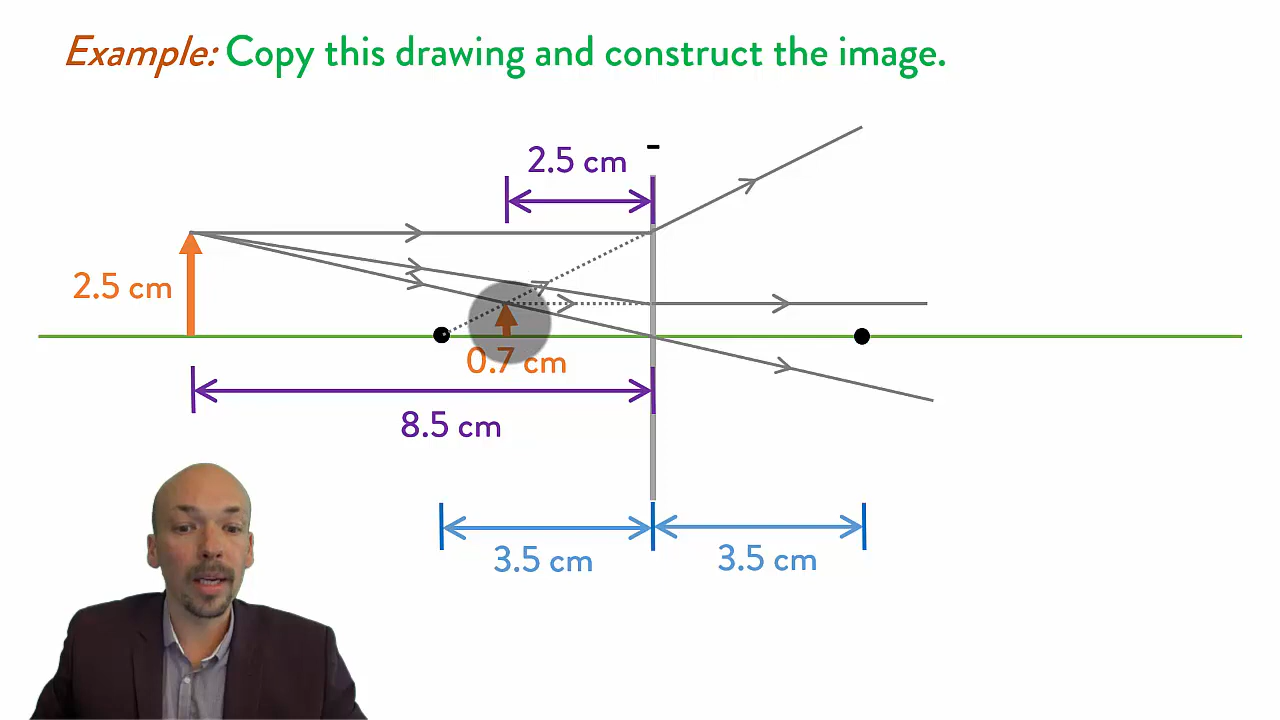 Example: Copy this drawing and construct the image.
-
2.5 cm
2.5 cm
0.7 cm
8.5 cm
3.5 cm
3.5 cm